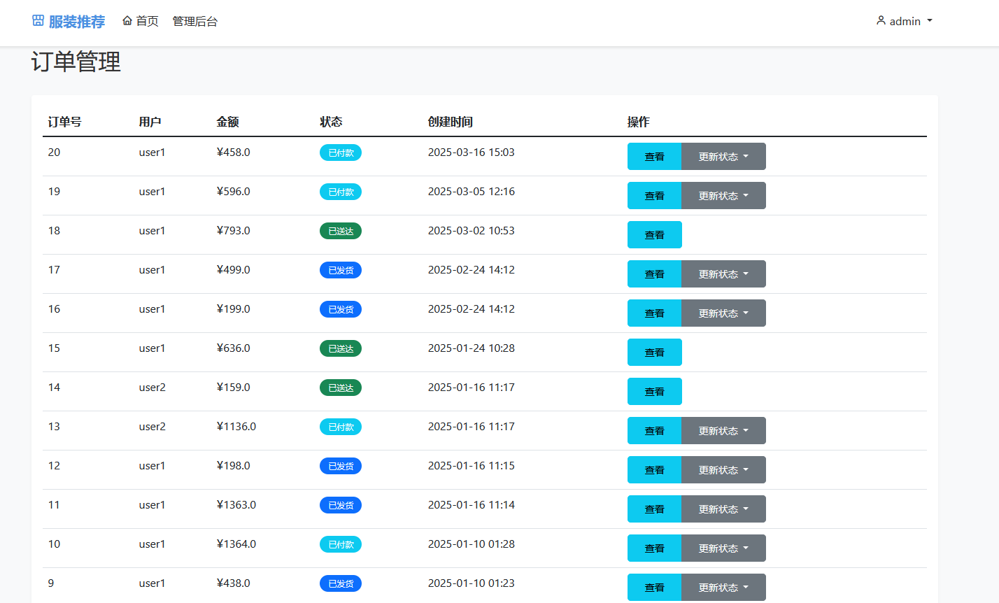 服装推荐 首页 管理后台 admin
订单管理
订单号 用户 金额 状态 创建时间 操作
20 user1 ¥458.0 已付款 2025-03-16 15:03 查看 更新状态
19 user1 ¥596.0 已付款 2025-03-05 12:16 查看 更新状态
18 user1 ¥793.0 已送达 2025-03-02 10:53 查看
17 user1 ¥499.0 已发货 2025-02-24 14:12 查看 更新状态
16 user1 ¥199.0 已发货 2025-02-24 14:12 查看 更新状态
15 user1 ¥636.0 已送达 2025-01-24 10:28 查看
14 user2 ¥159.0 已送达 2025-01-16 11:17 查看
13 user2 ¥1136.0 已付款 2025-01-16 11:17 查看 更新状态
12 user1 ¥198.0 已发货 2025-01-16 11:15 查看 更新状态
11 user1 ¥1363.0 已发货 2025-01-16 11:14 查看 更新状态
10 user1 ¥1364.0 已付款 2025-01-10 01:28 查看 更新状态
9 user1 ¥438.0 已发货 2025-01-10 01:23 查看 更新状态